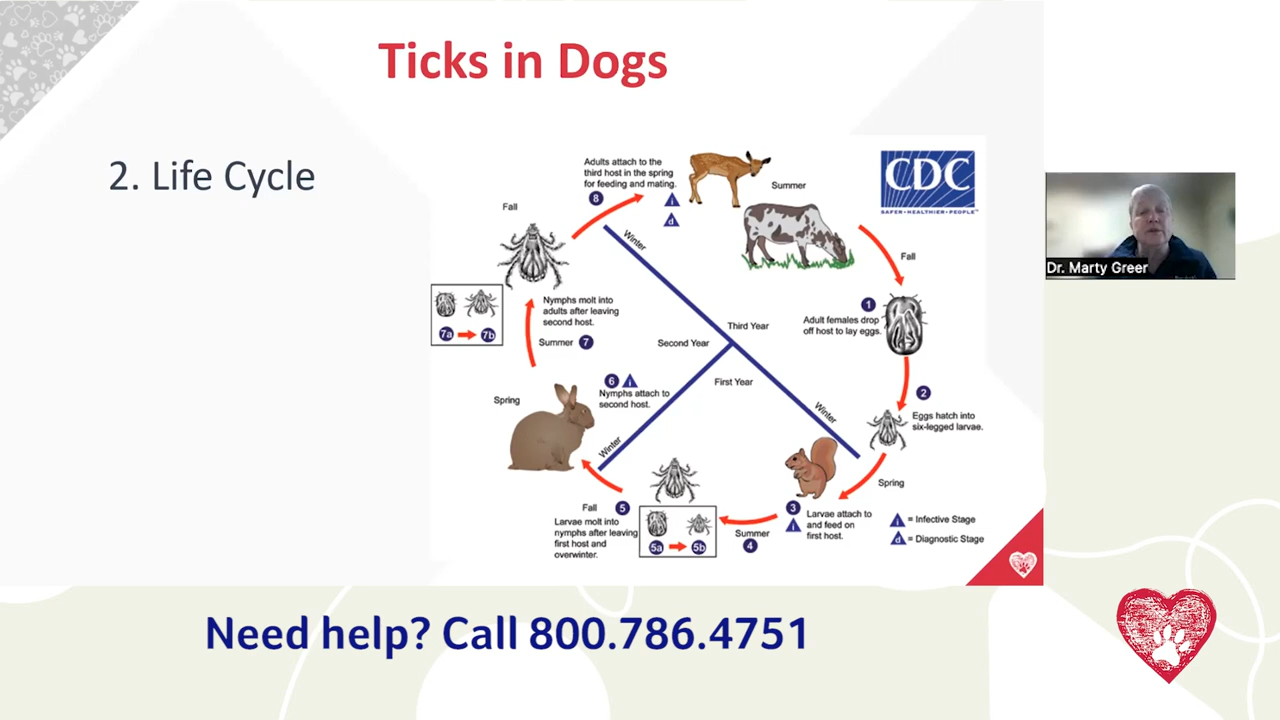 Ticks in Dogs
2. Life Cycle
Adults attach to the
third host in the spring
for feeding and mating.
8
i
d
Summer
CDC
SAFER • HEALTHIER • PEOPLE™
Fall
Winter
Fall
1
Adult females drop
off host to lay eggs.
7a
7b
Nymphs molt into
adults after leaving
second host.
Summer 7
Third Year
Second Year
First Year
2
Eggs hatch into
six-legged larvae.
Spring
6 i
Nymphs attach to
second host.
Winter
Winter
Spring
3
i
Larvae attach to
and feed on
first host.
Summer
4
Fall 5
Larvae molt into
nymphs after leaving
first host and
overwinter.
5a
5b
i = Infective Stage
d = Diagnostic Stage
Dr. Marty Greer
Need help? Call 800.786.4751